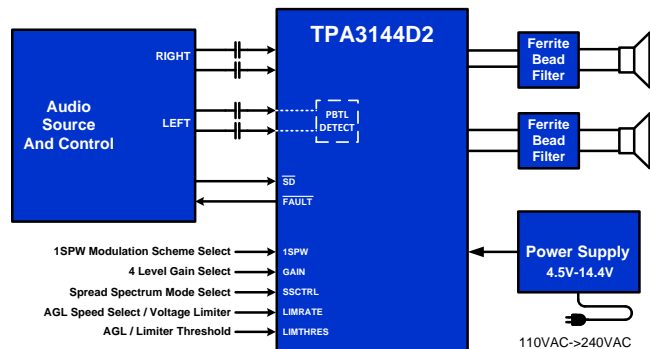 TPA3144D2
RIGHT
LEFT
Audio
Source
And Control
PBTL
DETECT
SD
FAULT
1SPW Modulation Scheme Select
1SPW
4 Level Gain Select
GAIN
Spread Spectrum Mode Select
SSCTRL
AGL Speed Select / Voltage Limiter
LIMRATE
AGL / Limiter Threshold
LIMTHRES
Ferrite
Bead
Filter
Ferrite
Bead
Filter
Power Supply
4.5V-14.4V
110VAC->240VAC